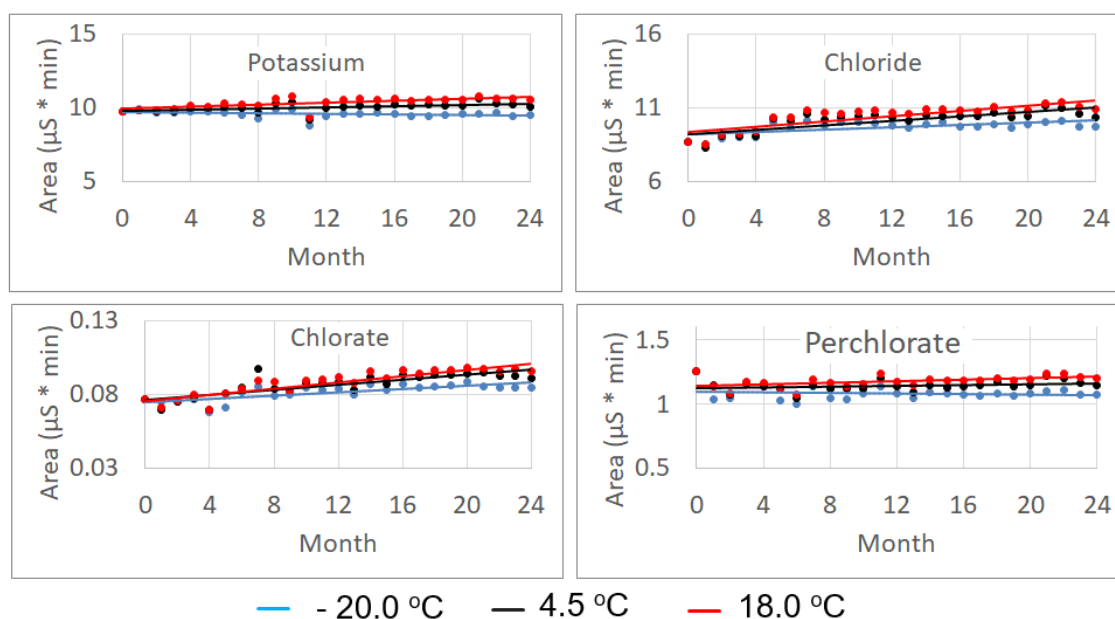 Potassium
15
10
5
Area (µS * min)
0 4 8 12 16 20 24
Month
Chloride
16
11
6
Area (µS * min)
0 4 8 12 16 20 24
Month
Chlorate
0.13
0.08
0.03
Area (µS * min)
0 4 8 12 16 20 24
Month
Perchlorate
1.5
1
0.5
Area (µS * min)
0 4 8 12 16 20 24
Month
- 20.0 ºC 4.5 ºC 18.0 ºC